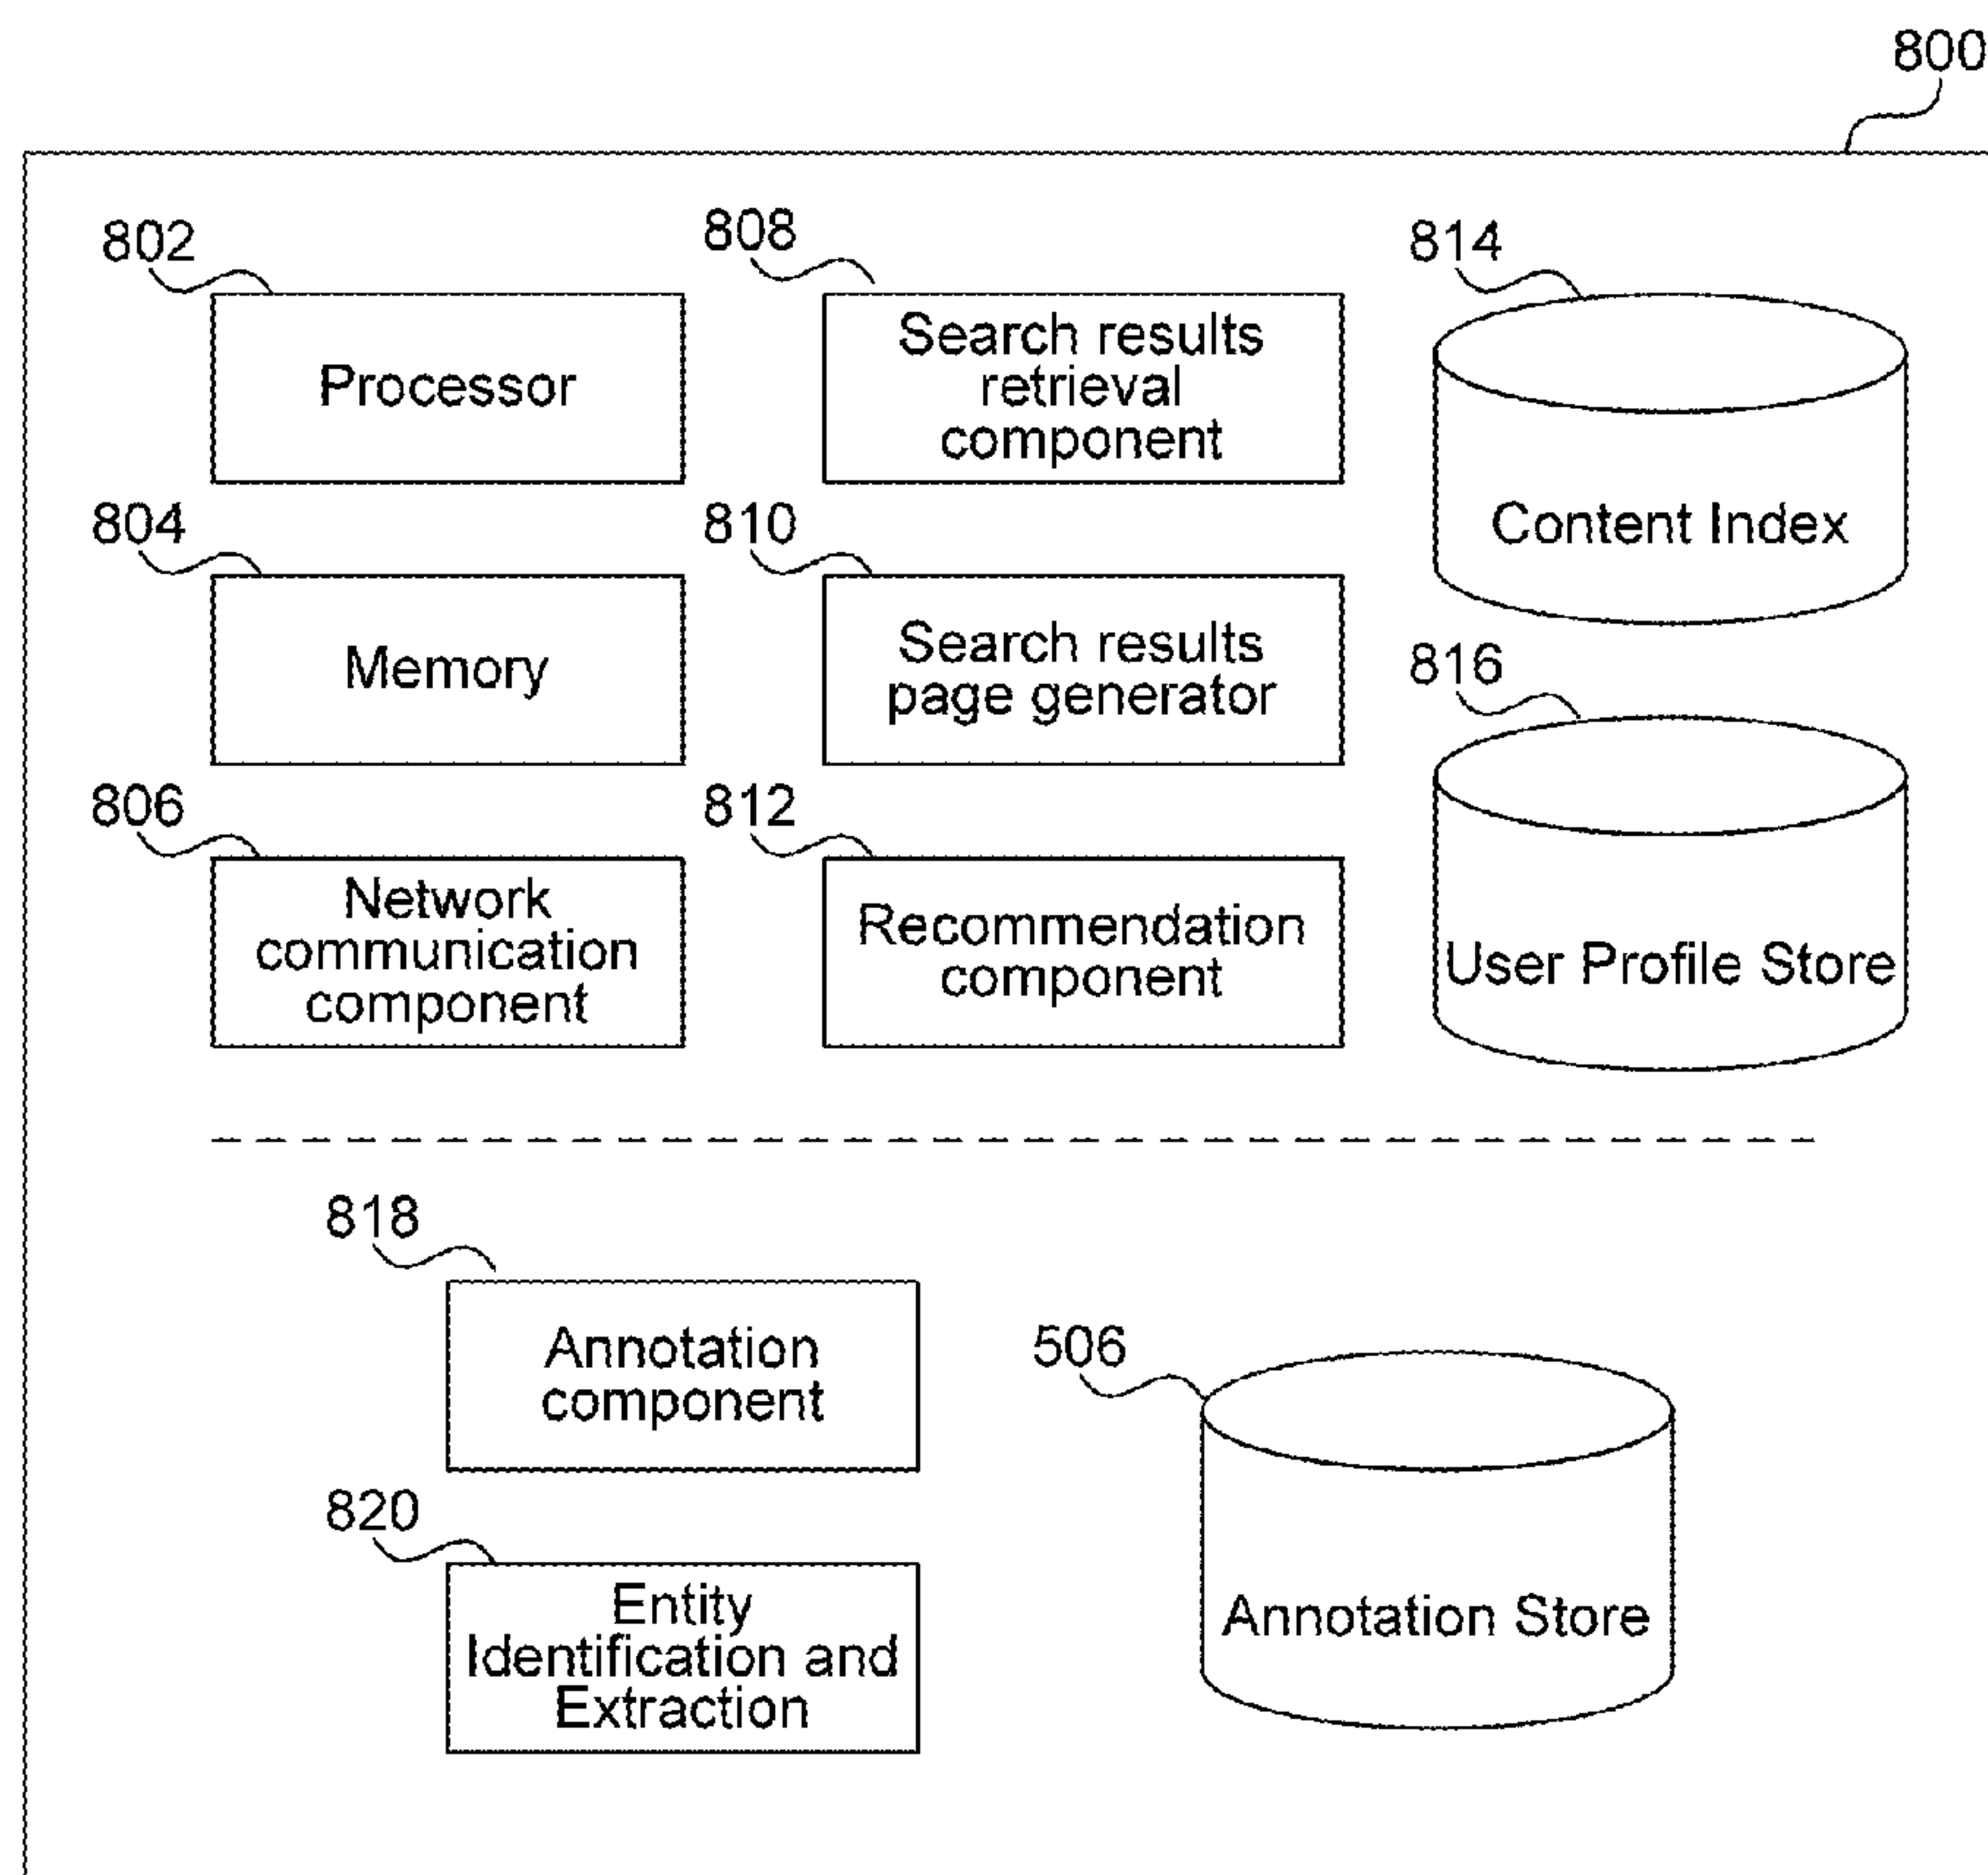 800
802
Processor
808
Search results
retrieval
component
814
Content Index
804
Memory
810
Search results
page generator
816
User Profile Store
806
Network
communication
component
812
Recommendation
component
818
Annotation
component
506
Annotation Store
820
Entity
Identification and
Extraction